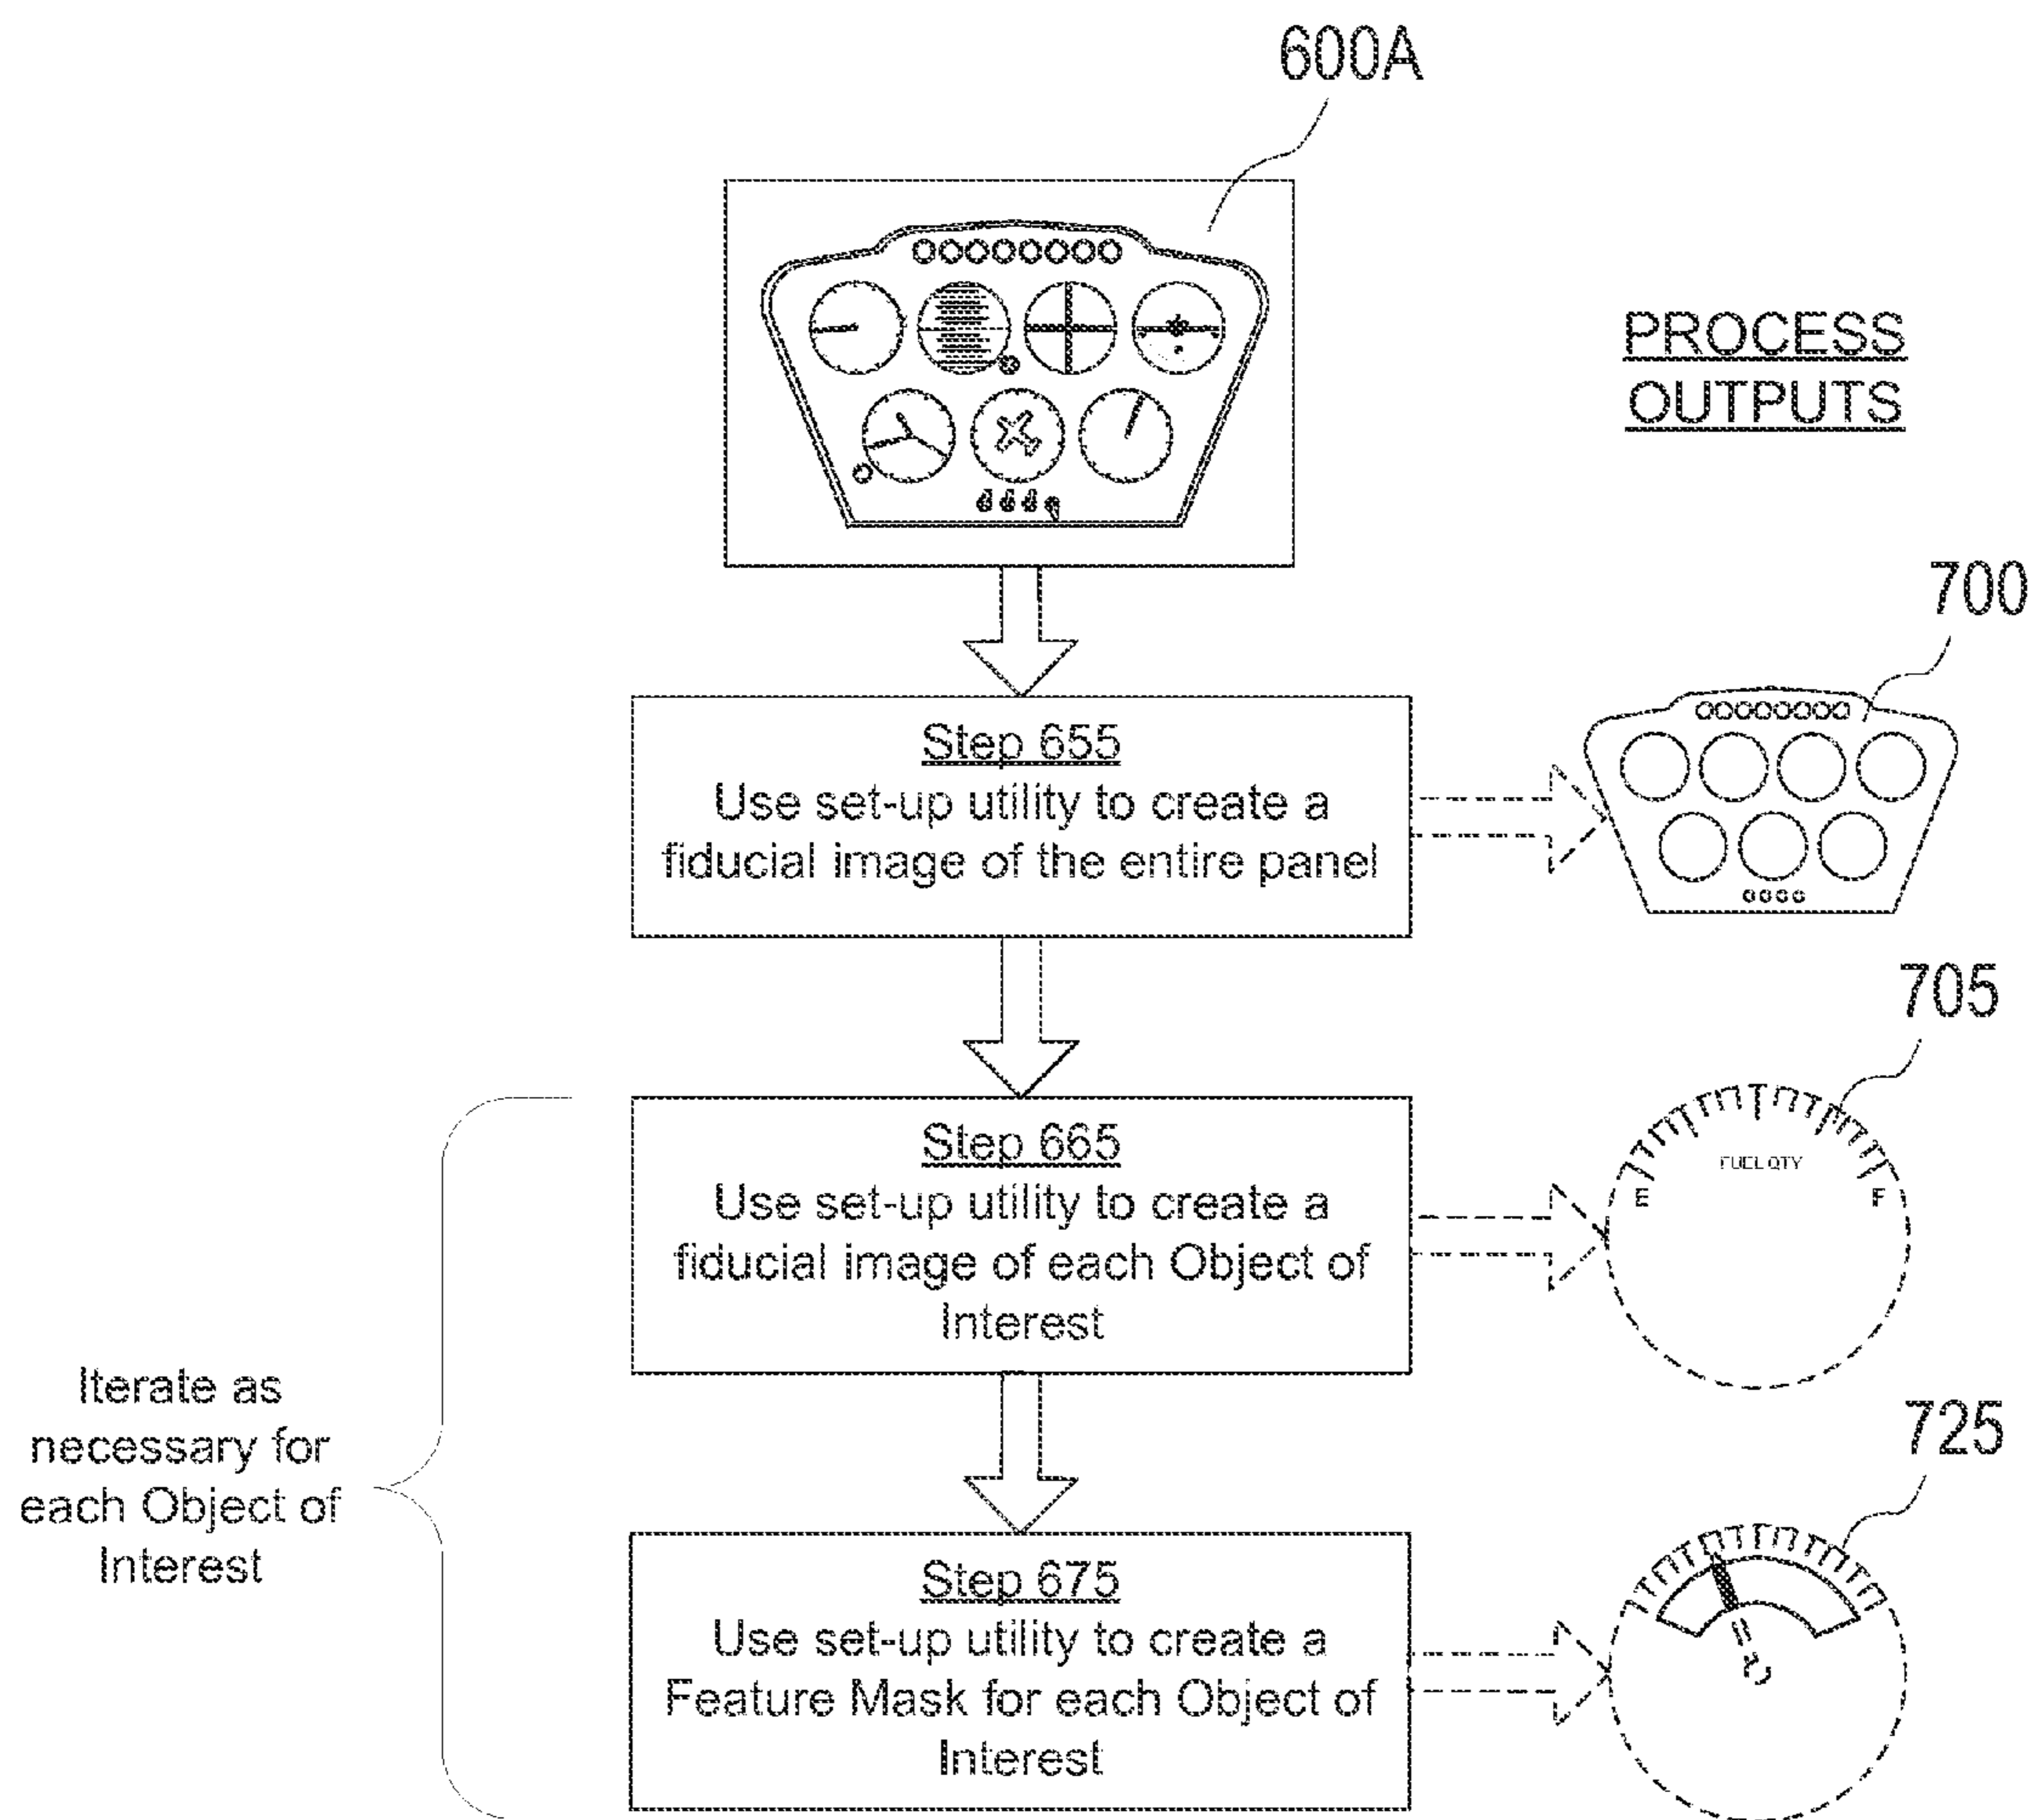 600A
PROCESS
OUTPUTS
700
Step 655
Use set-up utility to create a
fiducial image of the entire panel
705
Step 665
Use set-up utility to create a
fiducial image of each Object of
Interest
FUEL QTY
E
F
Iterate as
necessary for
each Object of
Interest
725
Step 675
Use set-up utility to create a
Feature Mask for each Object of
Interest